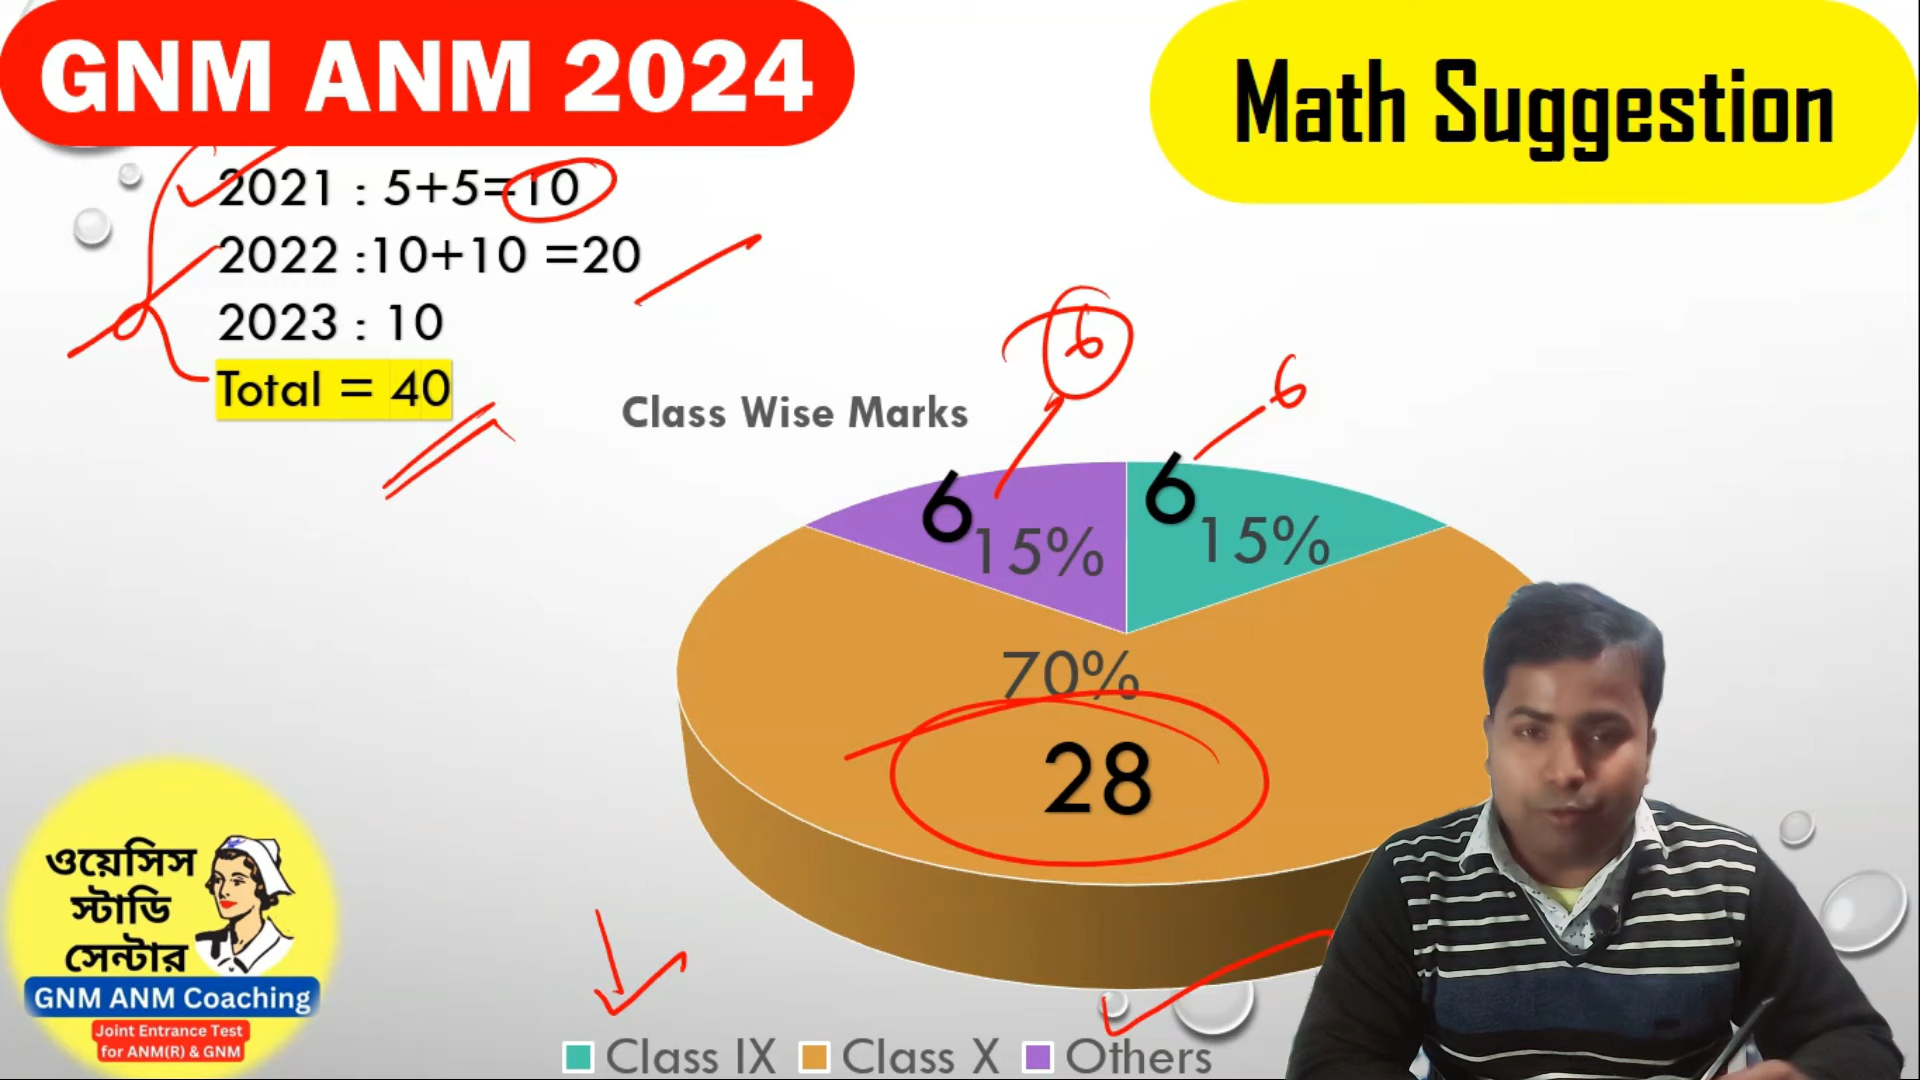 GNM ANM 2024
Math Suggestion
2021 : 5+5=10
2022 :10+10 =20
2023 : 10
Total = 40
Class Wise Marks
6
6
6
15%
6
15%
70%
28
ওয়েসিস
স্টাডি
সেন্টার
GNM ANM Coaching
Joint Entrance Test
for ANM(R) & GNM
Class IX
Class X
Others